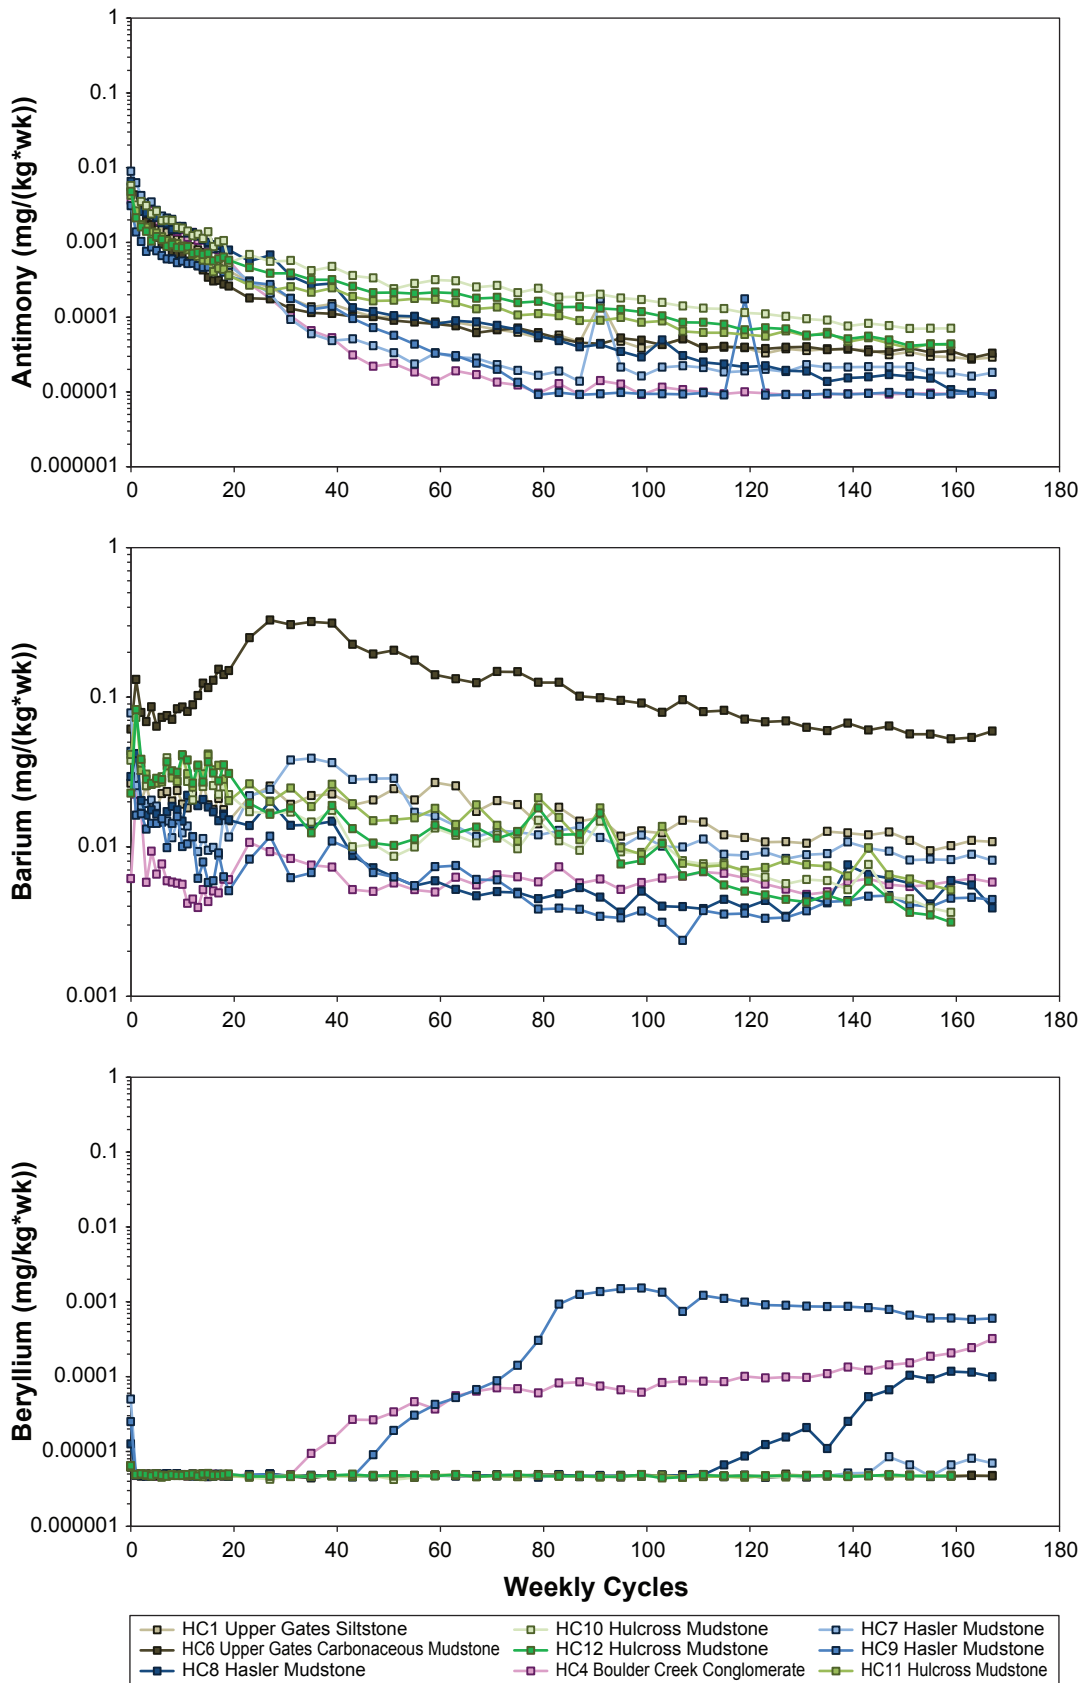 1
0.1
0.01
0.001
0.0001
0.00001
0.000001
Antimony (mg/(kg*wk))
0 20 40 60 80 100 120 140 160 180
1
0.1
0.01
0.001
Barium (mg/(kg*wk))
0 20 40 60 80 100 120 140 160 180
1
0.1
0.01
0.001
0.0001
0.00001
0.000001
Beryllium (mg/kg*wk))
0 20 40 60 80 100 120 140 160 180
Weekly Cycles
HC1 Upper Gates Siltstone HC10 Hulcross Mudstone HC7 Hasler Mudstone
HC6 Upper Gates Carbonaceous Mudstone HC12 Hulcross Mudstone HC9 Hasler Mudstone
HC8 Hasler Mudstone HC4 Boulder Creek Conglomerate HC11 Hulcross Mudstone